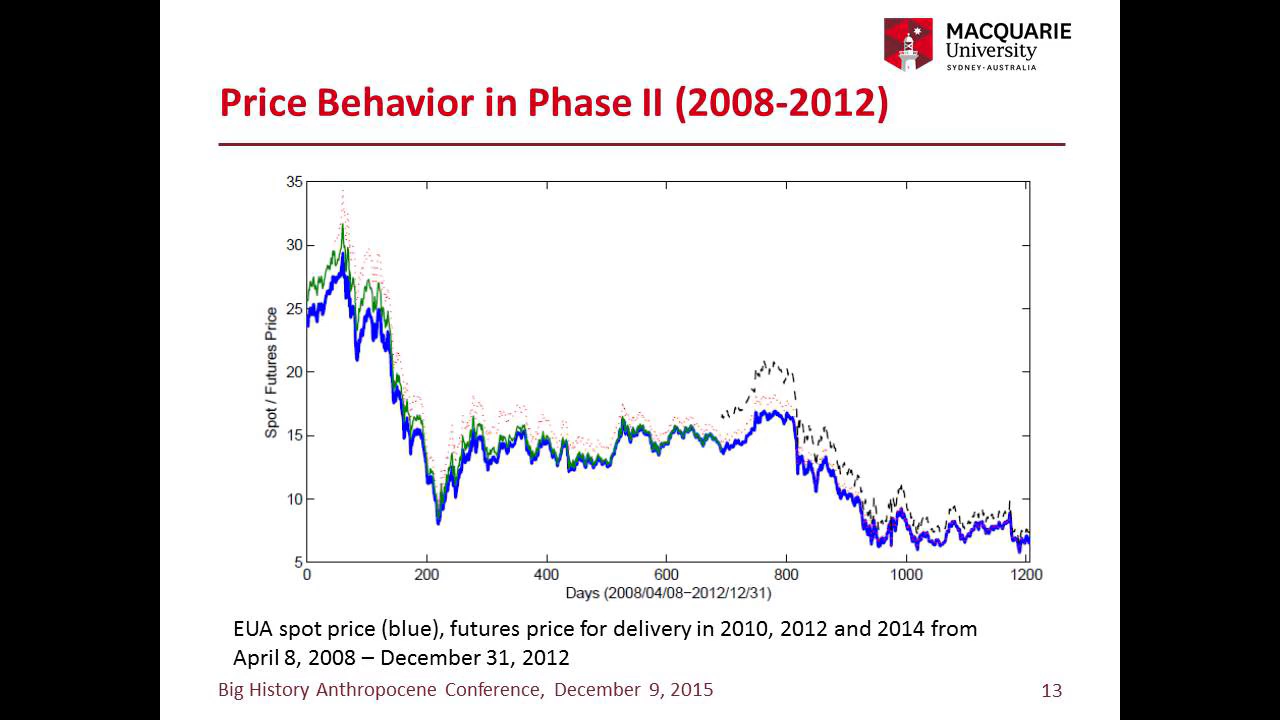 MACQUARIE
University
SYDNEY·AUSTRALIA
Price Behavior in Phase II (2008-2012)
35
30
25
20
15
10
5
Spot / Futures Price
0 200 400 600 800 1000 1200
Days (2008/04/08−2012/12/31)
EUA spot price (blue), futures price for delivery in 2010, 2012 and 2014 from
April 8, 2008 – December 31, 2012
Big History Anthropocene Conference, December 9, 2015 13